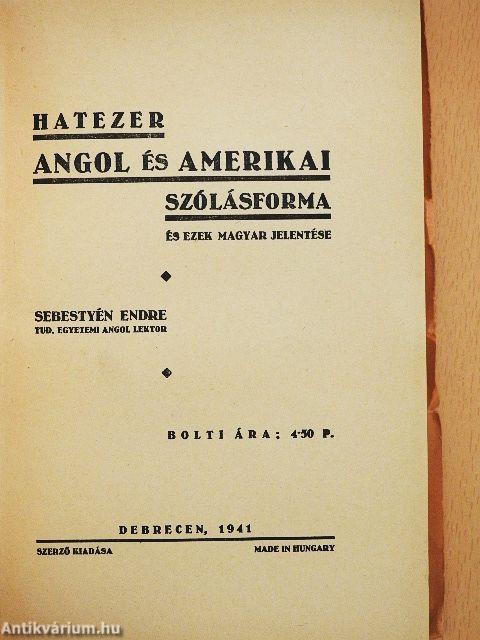 HATEZER
ANGOL ÉS AMERIKAI
SZÓLÁSFORMA
ÉS EZEK MAGYAR JELENTÉSE
SEBESTYÉN ENDRE
TUD. EGYETEMI ANGOL LEKTOR
BOLTI ÁRA: 4·50 P.
DEBRECEN, 1941
SZERZŐ KIADÁSA MADE IN HUNGARY
Antikvárium.hu